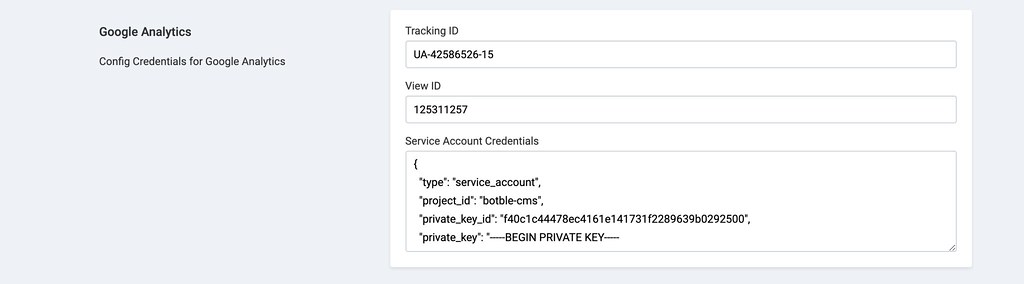 Google Analytics
Config Credentials for Google Analytics
Tracking ID
UA-42586526-15
View ID
125311257
Service Account Credentials
{
"type": "service_account",
"project_id": "botble-cms",
"private_key_id": "f40c1c44478ec4161e141731f2289639b0292500",
"private_key": "-----BEGIN PRIVATE KEY-----